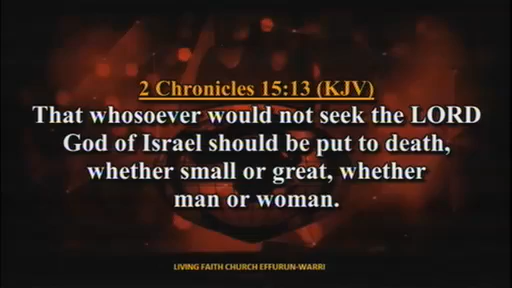 2 Chronicles 15:13 (KJV)
That whosoever would not seek the LORD
God of Israel should be put to death,
whether small or great, whether
man or woman.
LIVING FAITH CHURCH EFFURUN-WARRI